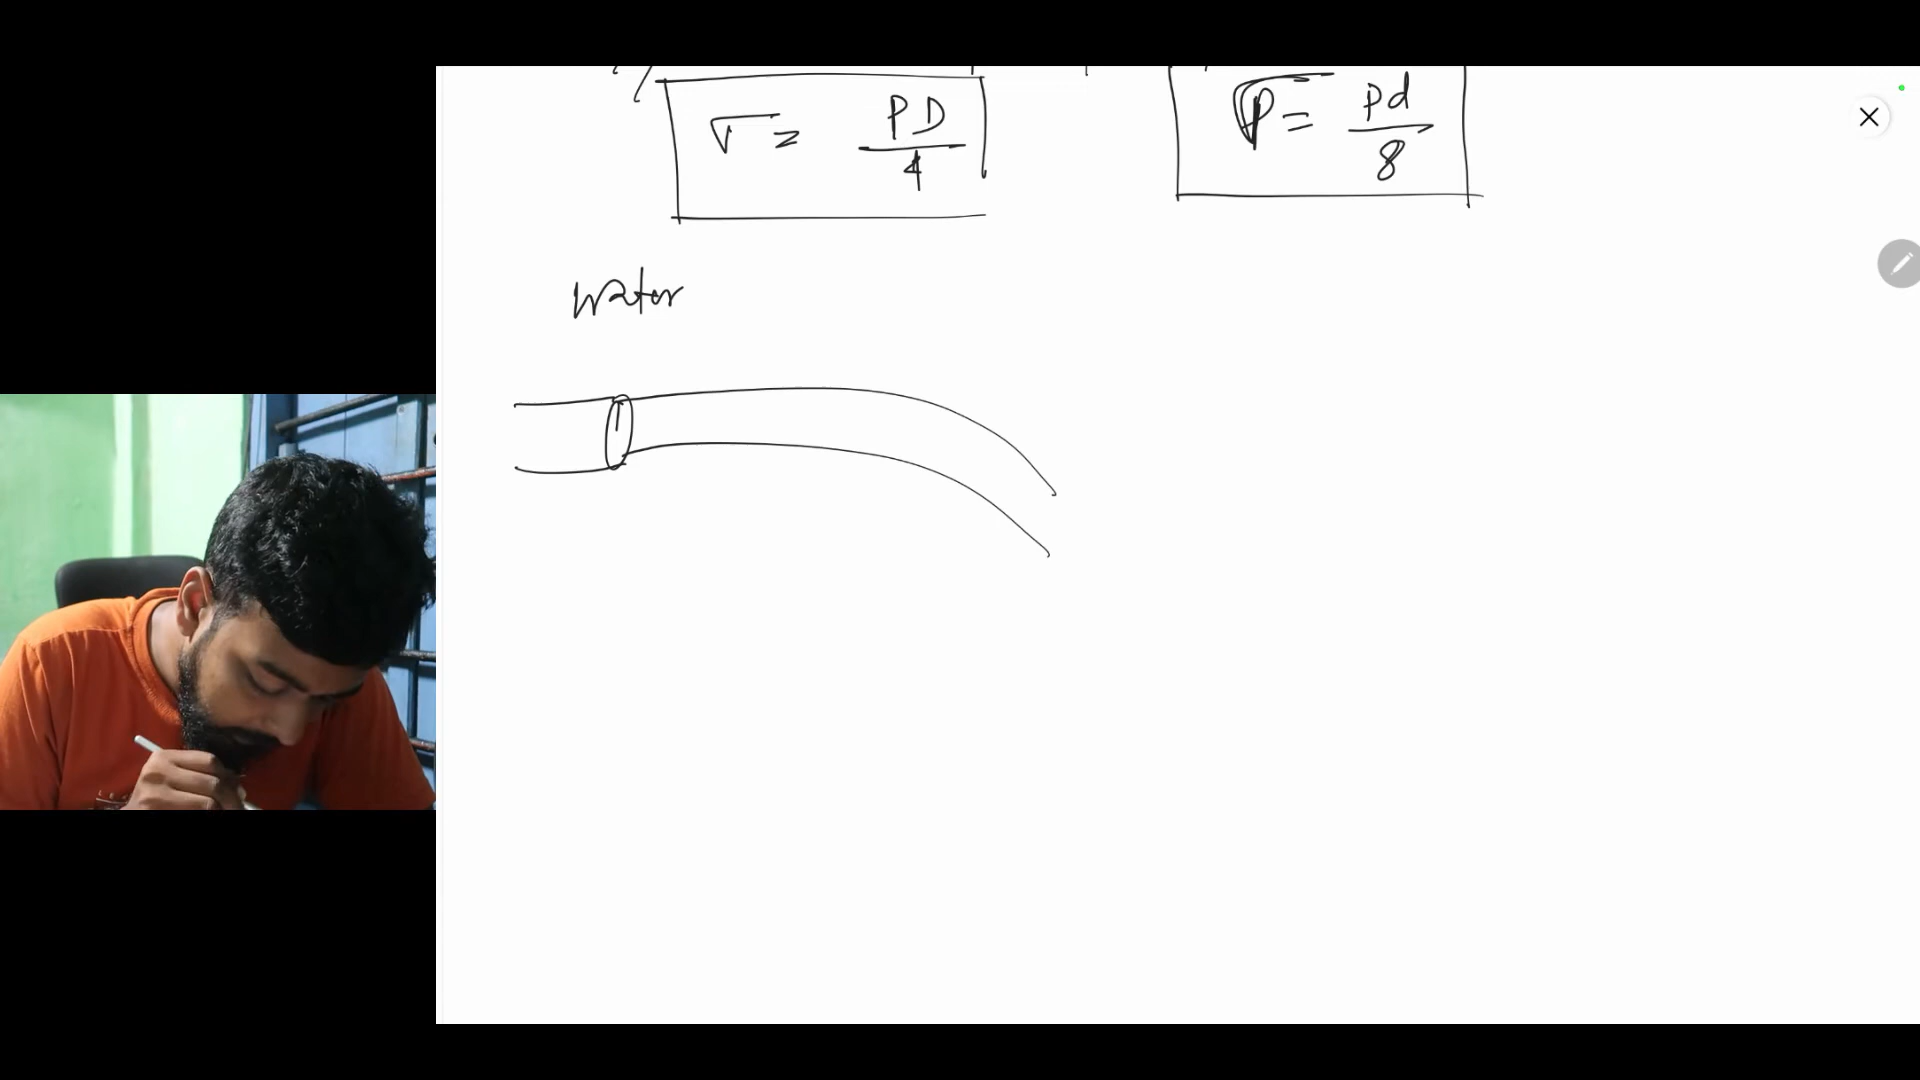 σ = PD/4
σ = Pd/8
water